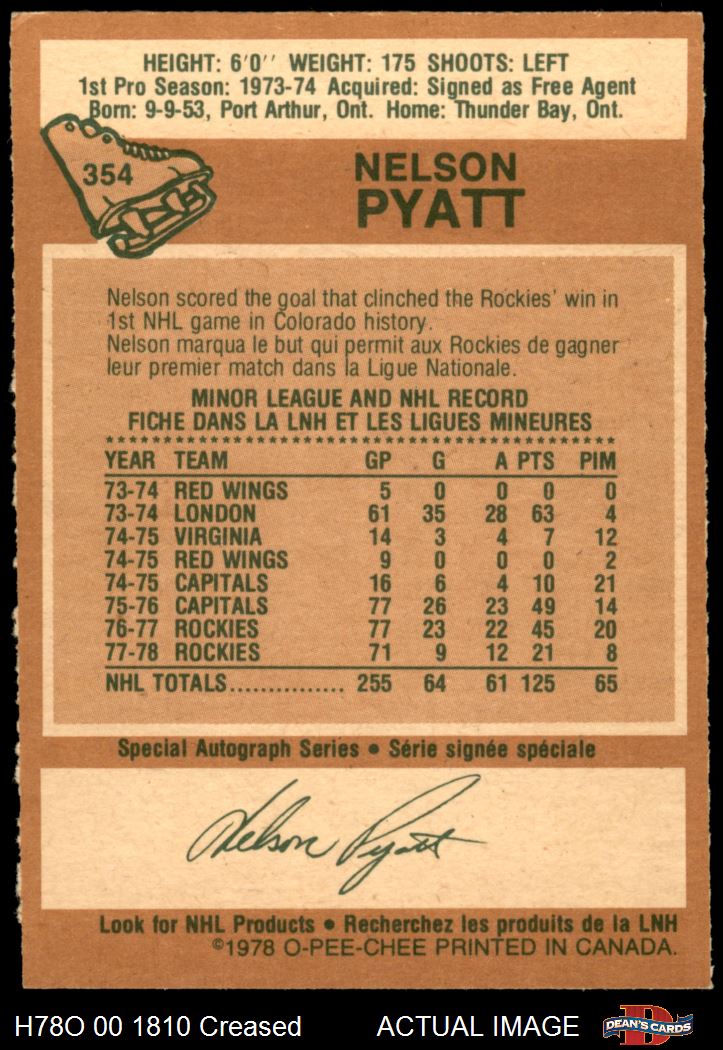 HEIGHT: 6'0'' WEIGHT: 175 SHOOTS: LEFT
1st Pro Season: 1973-74 Acquired: Signed as Free Agent
Born: 9-9-53, Port Arthur, Ont. Home: Thunder Bay, Ont.
354
NELSON
PYATT
Nelson scored the goal that clinched the Rockies' win in
1st NHL game in Colorado history.
Nelson marqua le but qui permit aux Rockies de gagner
leur premier match dans la Ligue Nationale.
MINOR LEAGUE AND NHL RECORD
FICHE DANS LA LNH ET LES LIGUES MINEURES
YEAR TEAM GP G A PTS PIM
73-74 RED WINGS 5 0 0 0 0
73-74 LONDON 61 35 28 63 4
74-75 VIRGINIA 14 3 4 7 12
74-75 RED WINGS 9 0 0 0 2
74-75 CAPITALS 16 6 4 10 21
75-76 CAPITALS 77 26 23 49 14
76-77 ROCKIES 77 23 22 45 20
77-78 ROCKIES 71 9 12 21 8
NHL TOTALS............... 255 64 61 125 65
Special Autograph Series • Série signée spéciale
Nelson Pyatt
Look for NHL Products • Recherchez les produits de la LNH
©1978 O-PEE-CHEE PRINTED IN CANADA.
H78O 00 1810 Creased ACTUAL IMAGE D DEAN'S CARDS